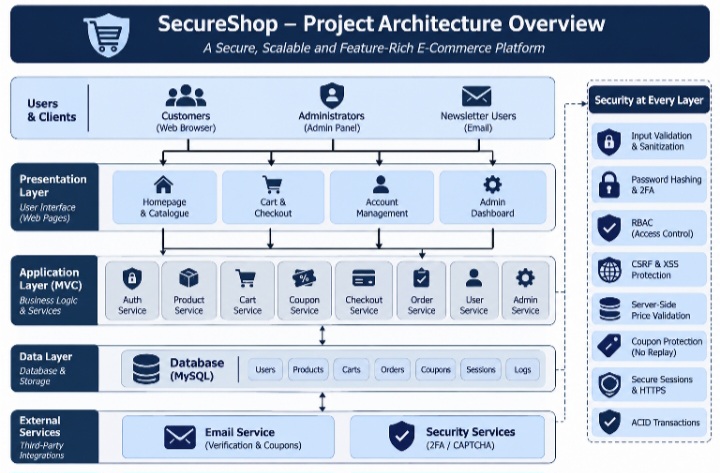 SecureShop – Project Architecture Overview
A Secure, Scalable and Feature-Rich E-Commerce Platform
Users
& Clients
Customers
(Web Browser)
Administrators
(Admin Panel)
Newsletter Users
(Email)
Presentation
Layer
User Interface
(Web Pages)
Homepage
& Catalogue
Cart &
Checkout
Account
Management
Admin
Dashboard
Application
Layer (MVC)
Business Logic
& Services
Auth
Service
Product
Service
Cart
Service
Coupon
Service
Checkout
Service
Order
Service
User
Service
Admin
Service
Data Layer
Database &
Storage
Database
(MySQL)
Users
Products
Carts
Orders
Coupons
Sessions
Logs
External
Services
Third-Party
Integrations
Email Service
(Verification & Coupons)
Security Services
(2FA / CAPTCHA)
Security at Every Layer
Input Validation
& Sanitization
Password Hashing
& 2FA
RBAC
(Access Control)
CSRF & XSS
Protection
Server-Side
Price Validation
Coupon Protection
(No Replay)
Secure Sessions
& HTTPS
ACID Transactions